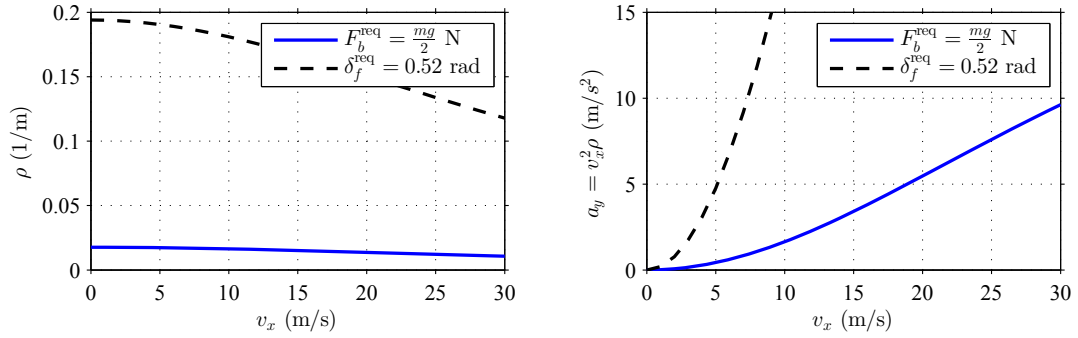 0.2
0.15
0.1
0.05
0
ρ (1/m)
0 5 10 15 20 25 30
v_x (m/s)
F_b^req = mg/2 N
δ_f^req = 0.52 rad
15
10
5
0
a_y = v_x^2 ρ (m/s^2)
0 5 10 15 20 25 30
v_x (m/s)
F_b^req = mg/2 N
δ_f^req = 0.52 rad